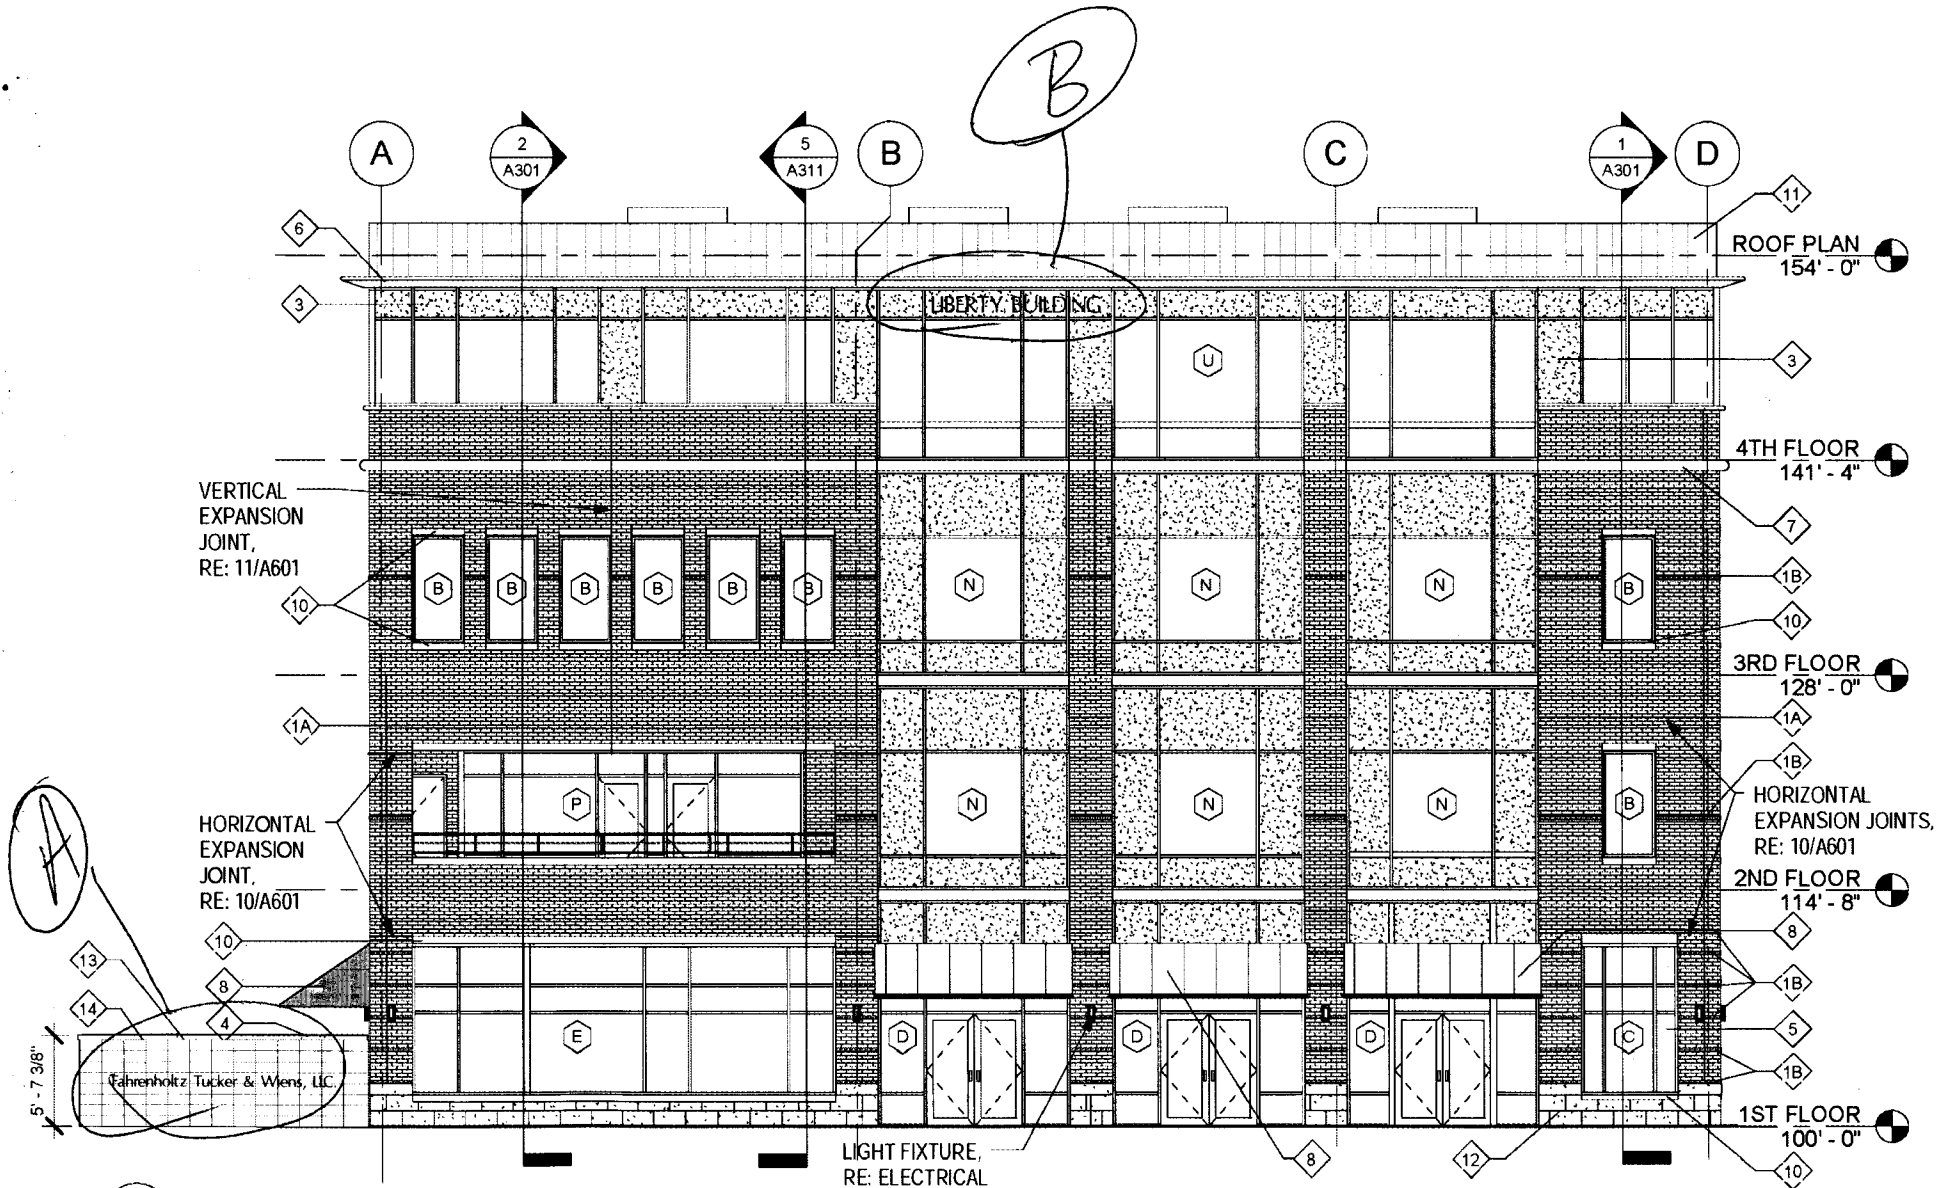 B
A
2
A301
5
A311
B
C
1
A301
D
11
6
ROOF PLAN
154' - 0"
3
LIBERTY BUILDING
U
3
4TH FLOOR
141' - 4"
VERTICAL
EXPANSION
JOINT,
RE: 11/A601
7
1B
B
B
B
B
B
B
N
N
N
B
10
10
3RD FLOOR
128' - 0"
1A
1A
1B
A
P
N
N
N
B
HORIZONTAL
EXPANSION JOINTS,
RE: 10/A601
HORIZONTAL
EXPANSION
JOINT,
RE: 10/A601
2ND FLOOR
114' - 8"
10
8
13
8
1B
14
4
E
D
D
D
C
5
5' - 7 3/8"
Fahrenholtz Tucker & Wiens, LLC.
1B
1ST FLOOR
100' - 0"
LIGHT FIXTURE,
RE: ELECTRICAL
8
12
10